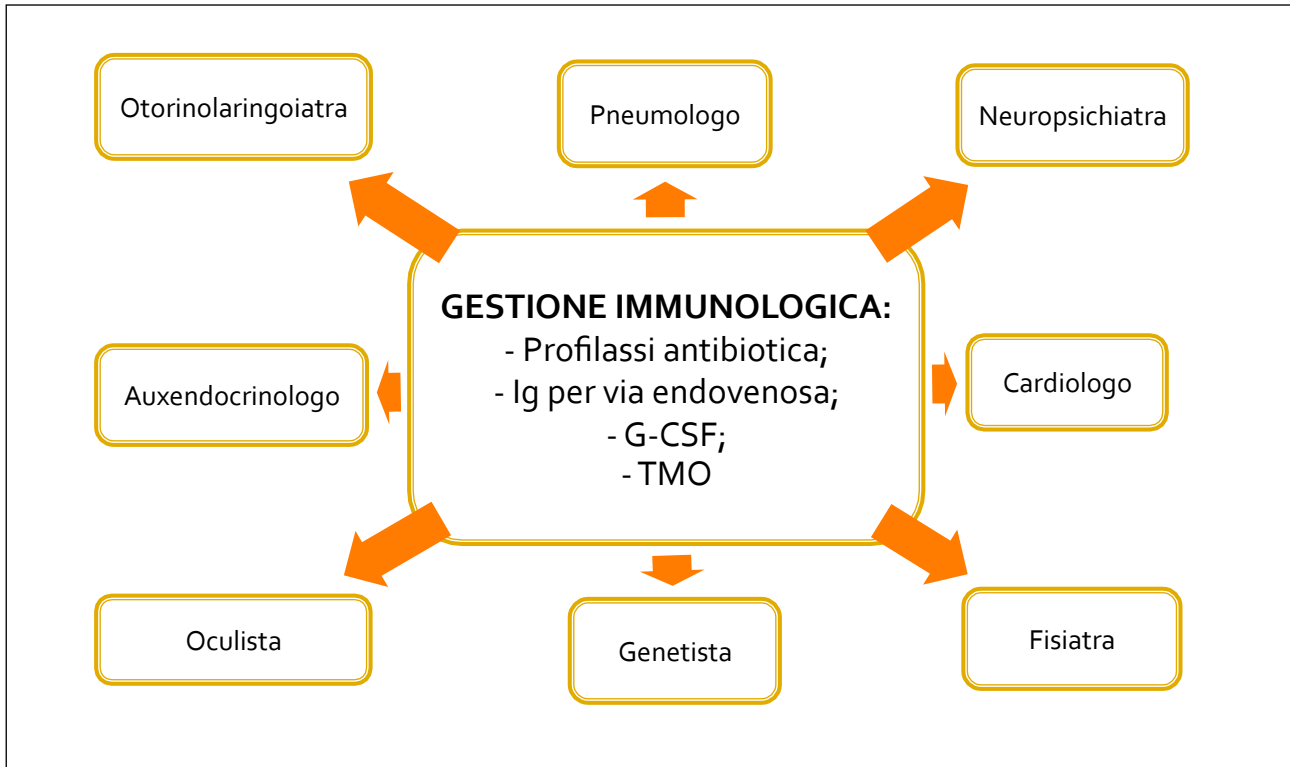 Otorinolaringoiatra
Pneumologo
Neuropsichiatra
GESTIONE IMMUNOLOGICA:
- Profilassi antibiotica;
- Ig per via endovenosa;
- G-CSF;
- TMO
Auxendocrinologo
Cardiologo
Oculista
Genetista
Fisiatra